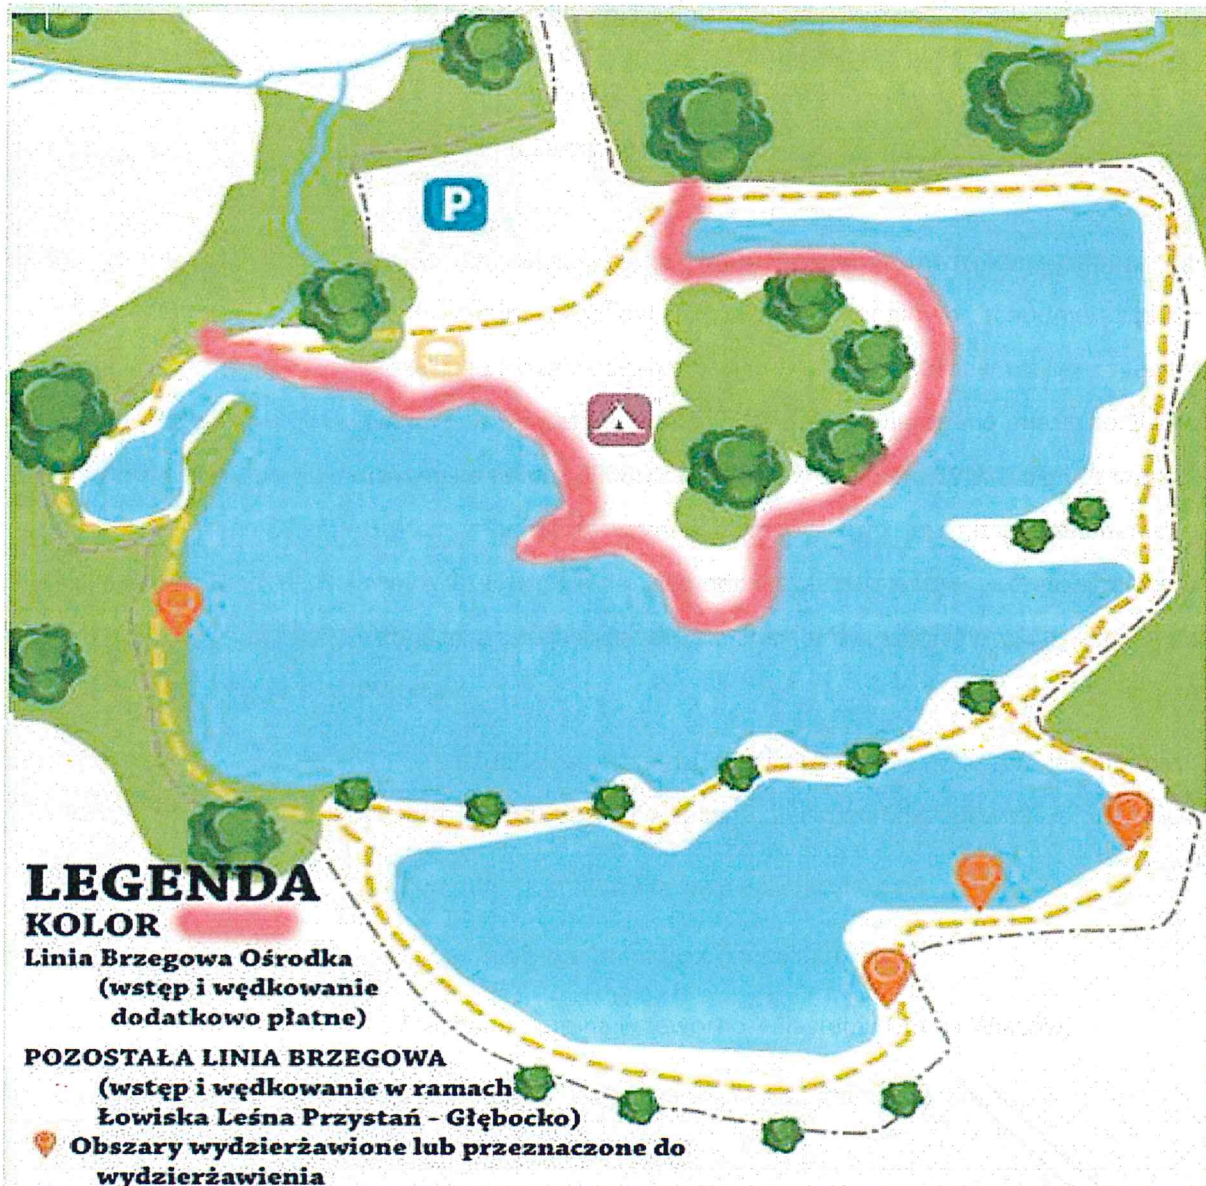 P
LEGENDA
KOLOR
Linia Brzegowa Ośrodka
(wstęp i wędkowanie
dodatkowo płatne)
POZOSTAŁA LINIA BRZEGOWA
(wstęp i wędkowanie w ramach
Łowiska Leśna Przystań - Głębocko)
Obszary wydzierżawione lub przeznaczone do
wydzierżawienia